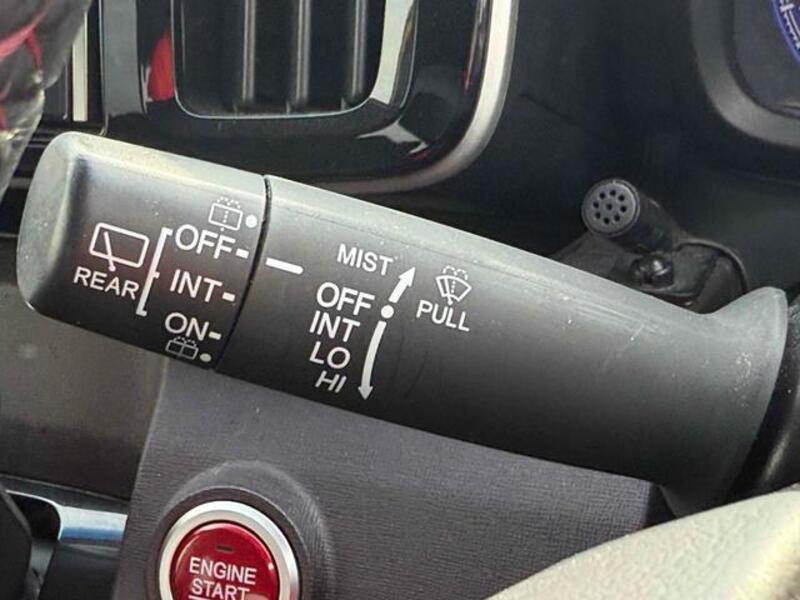 REAR
OFF
INT
ON
MIST
OFF
INT
LO
HI
PULL
ENGINE
START